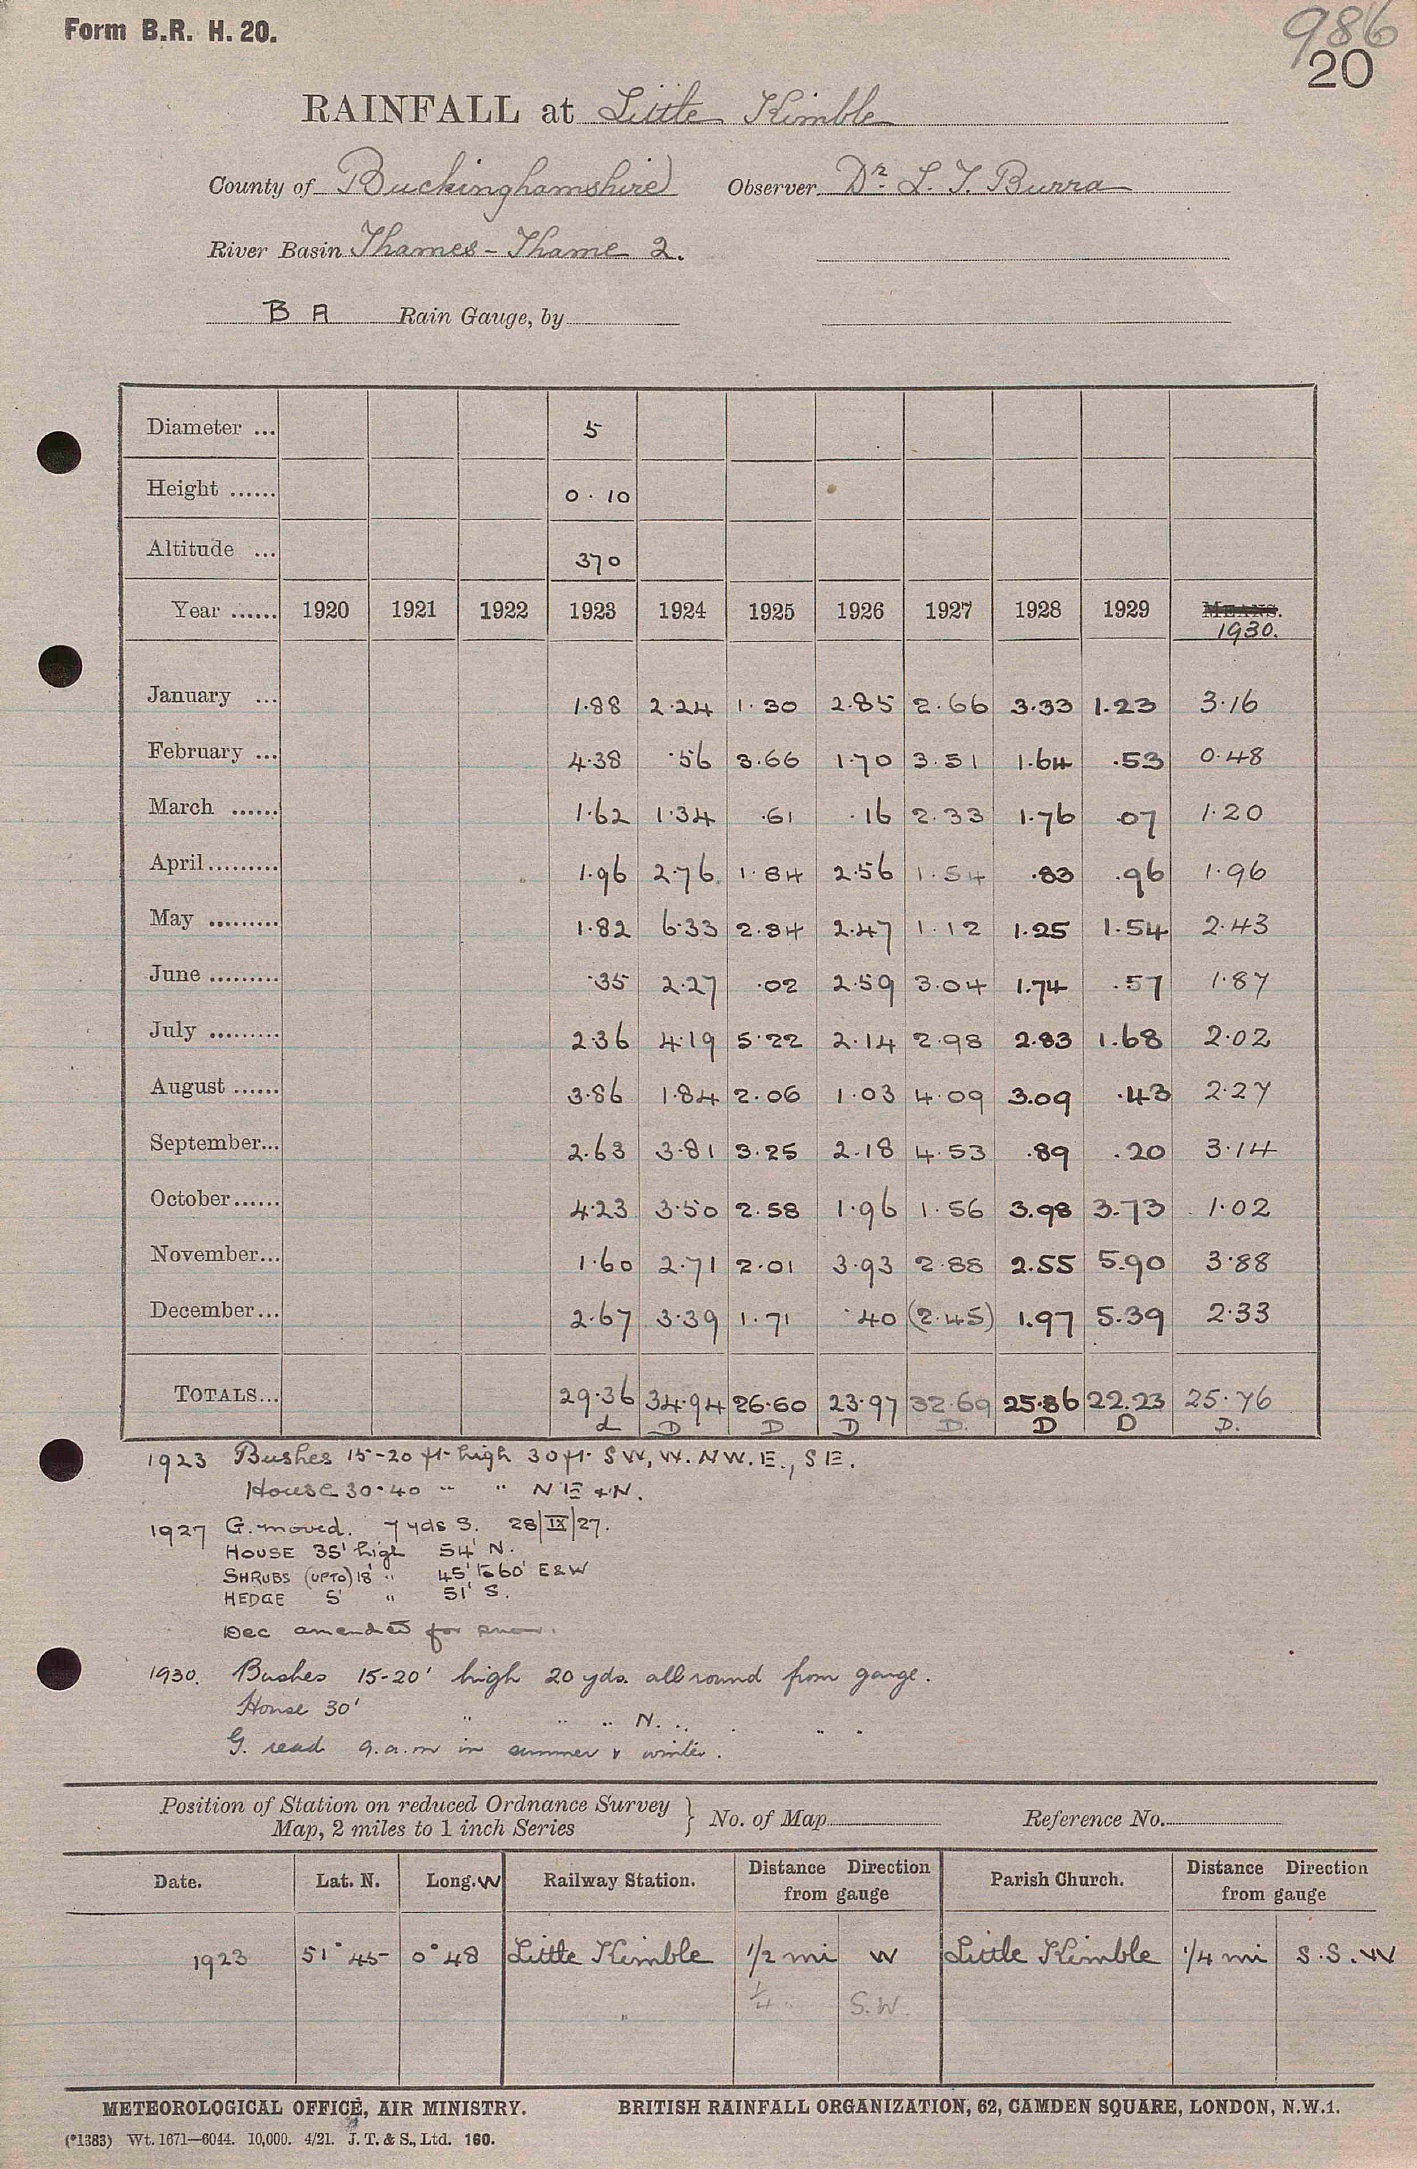 Form B.R. H. 20.
986
20
RAINFALL at Little Kimble
County of Buckinghamshire Observer Dr. L. T. Burra
River Basin Thames - Thame 2.
B A Rain Gauge, by
Diameter ... 5
Height ...... 0.10
Altitude ... 370
Year ...... 1920 1921 1922 1923 1924 1925 1926 1927 1928 1929 MEANS.
1930.
January ... 1.88 2.24 1.30 2.85 2.66 3.33 1.23 3.16
February ... 4.38 .56 3.66 1.70 3.51 1.64 .53 0.48
March ...... 1.62 1.34 .61 .16 2.33 1.76 .07 1.20
April......... 1.96 2.76 1.84 2.56 1.54 .83 .96 1.96
May ......... 1.82 6.33 2.34 2.47 1.12 1.25 1.54 2.43
June ......... .35 2.27 .02 2.59 3.04 1.74 .57 1.87
July ......... 2.36 4.19 5.22 2.14 2.98 2.83 1.68 2.02
August ...... 3.86 1.84 2.06 1.03 4.09 3.09 .43 2.27
September... 2.63 3.81 3.25 2.18 4.53 .89 .20 3.14
October...... 4.23 3.50 2.58 1.96 1.56 3.98 3.73 1.02
November... 1.60 2.71 2.01 3.93 2.88 2.55 5.90 3.88
December... 2.67 3.39 1.71 .40 (2.45) 1.97 5.39 2.33
TOTALS... 29.36 34.94 26.60 23.97 32.69 25.86 22.23 25.76
d D D D D. D D D.
1923 Bushes 15-20 ft. high 30 ft. SW, W. NW. E., SE.
House 30-40 " " NE & N.
1927 G. moved. 7 yds S. 28/IX/27.
HOUSE 35' high 54' N.
SHRUBS (UPTO) 18' " 45' to 60' E & W
HEDGE 5' " 51' S.
Dec amended for snow.
1930. Bushes 15-20' high 20 yds. all round from gauge.
House 30' " " " N. " " "
G. read 9.a.m in summer & winter.
Position of Station on reduced Ordnance Survey
Map, 2 miles to 1 inch Series } No. of Map Reference No.
Date. Lat. N. Long. W Railway Station. Distance Direction from gauge Parish Church. Distance Direction from gauge
1923 51° 45 0° 48 Little Kimble 1/2 mi W Little Kimble 1/4 mi S.S.W
" 1/4 " S.W.
METEOROLOGICAL OFFICE, AIR MINISTRY. BRITISH RAINFALL ORGANIZATION, 62, CAMDEN SQUARE, LONDON, N.W.1.
(*1383) Wt. 1671—6044. 10,000. 4/21. J. T. & S., Ltd. 160.